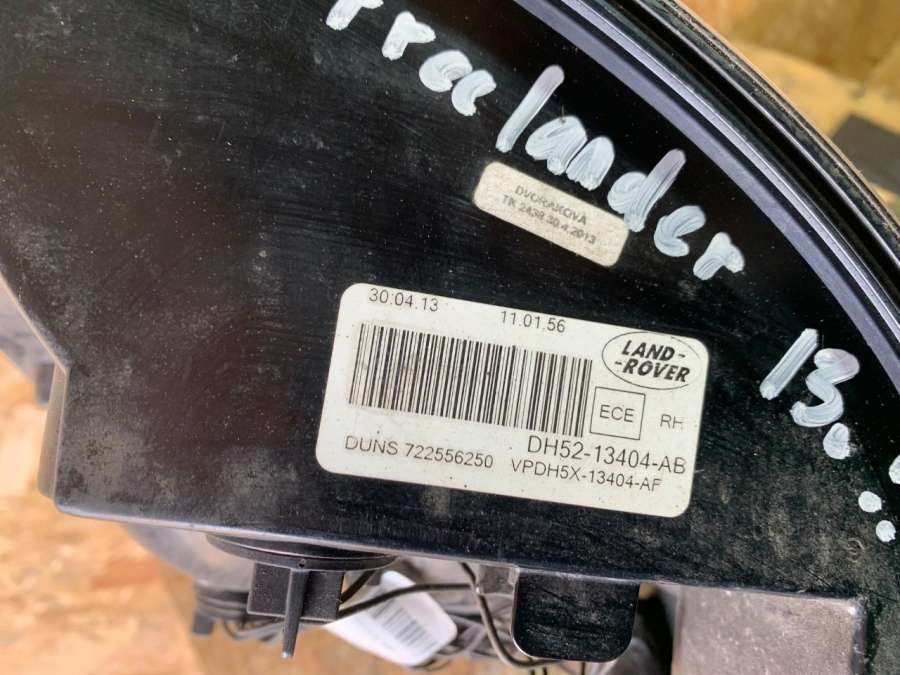 freelander
DVORAKOVA
TK 2438 30.4.2013
30.04.13 11.01.56
LAND-
-ROVER
ECE RH
DUNS 722556250 DH52-13404-AB
VPDH5X-13404-AF
13.